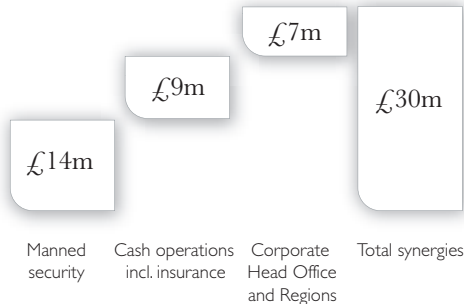 £7m
£9m
£30m
£14m
Manned
security
Cash operations
incl. insurance
Corporate
Head Office
and Regions
Total synergies